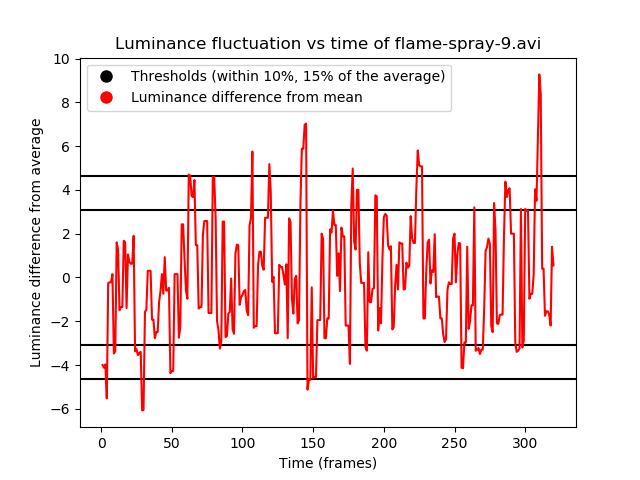 Luminance fluctuation vs time of flame-spray-9.avi
Thresholds (within 10%, 15% of the average)
Luminance difference from mean
Luminance difference from average
10
8
6
4
2
0
−2
−4
−6
0 50 100 150 200 250 300
Time (frames)